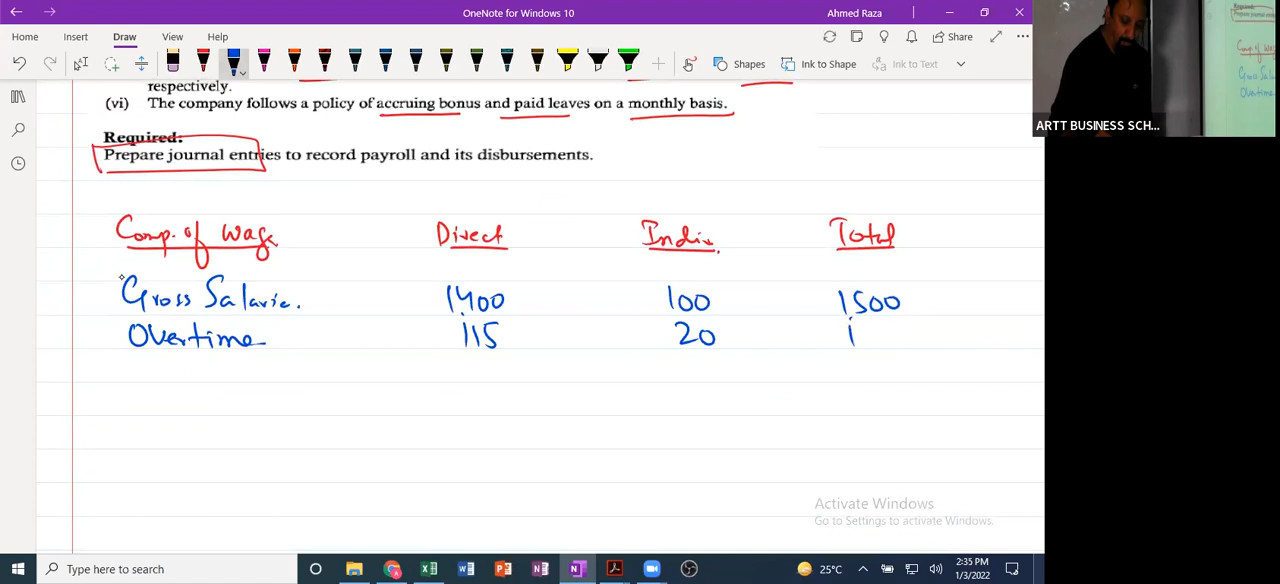 OneNote for Windows 10
Ahmed Raza
Home Insert Draw View Help
Share
Shapes Ink to Shape Ink to Text
ARTT BUSINESS SCH...
respectively.
(vi) The company follows a policy of accruing bonus and paid leaves on a monthly basis.
Required:
Prepare journal entries to record payroll and its disbursements.
Comp. of Wage Direct Indir. Total
Gross Salarie. 1400 100 1500
Overtime 115 20 1
Activate Windows
Go to Settings to activate Windows.
Type here to search
25°C
2:35 PM
1/3/2022